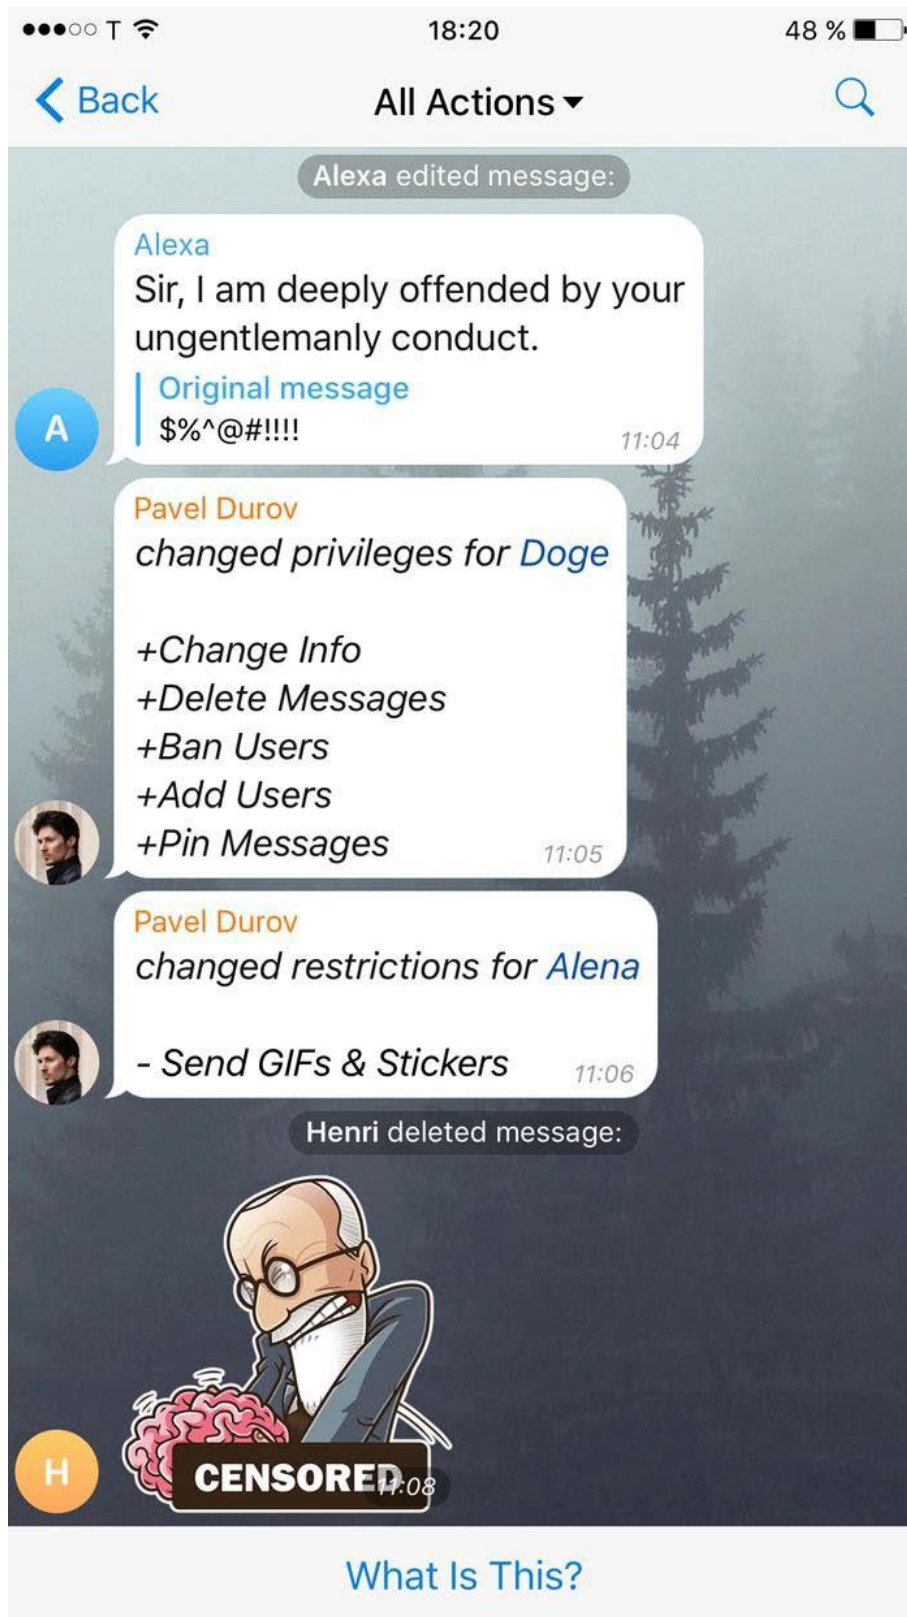 T 18:20 48 %
Back All Actions
Alexa edited message:
Alexa
Sir, I am deeply offended by your
ungentlemanly conduct.
Original message
$%^@#!!!!
11:04
A
Pavel Durov
changed privileges for Doge
+Change Info
+Delete Messages
+Ban Users
+Add Users
+Pin Messages
11:05
Pavel Durov
changed restrictions for Alena
- Send GIFs & Stickers
11:06
Henri deleted message:
H
CENSORED
11:08
What Is This?